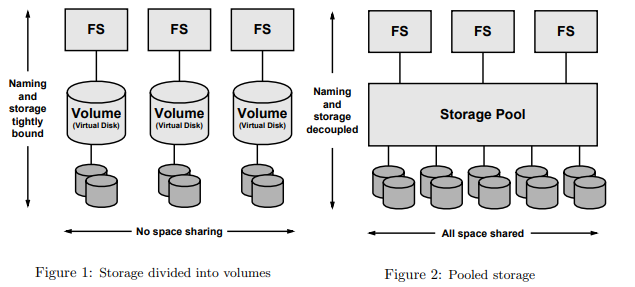 FS
FS
FS
Naming
and
storage
tightly
bound
Volume
(Virtual Disk)
Volume
(Virtual Disk)
Volume
(Virtual Disk)
No space sharing
Figure 1: Storage divided into volumes
FS
FS
FS
Naming
and
storage
decoupled
Storage Pool
All space shared
Figure 2: Pooled storage